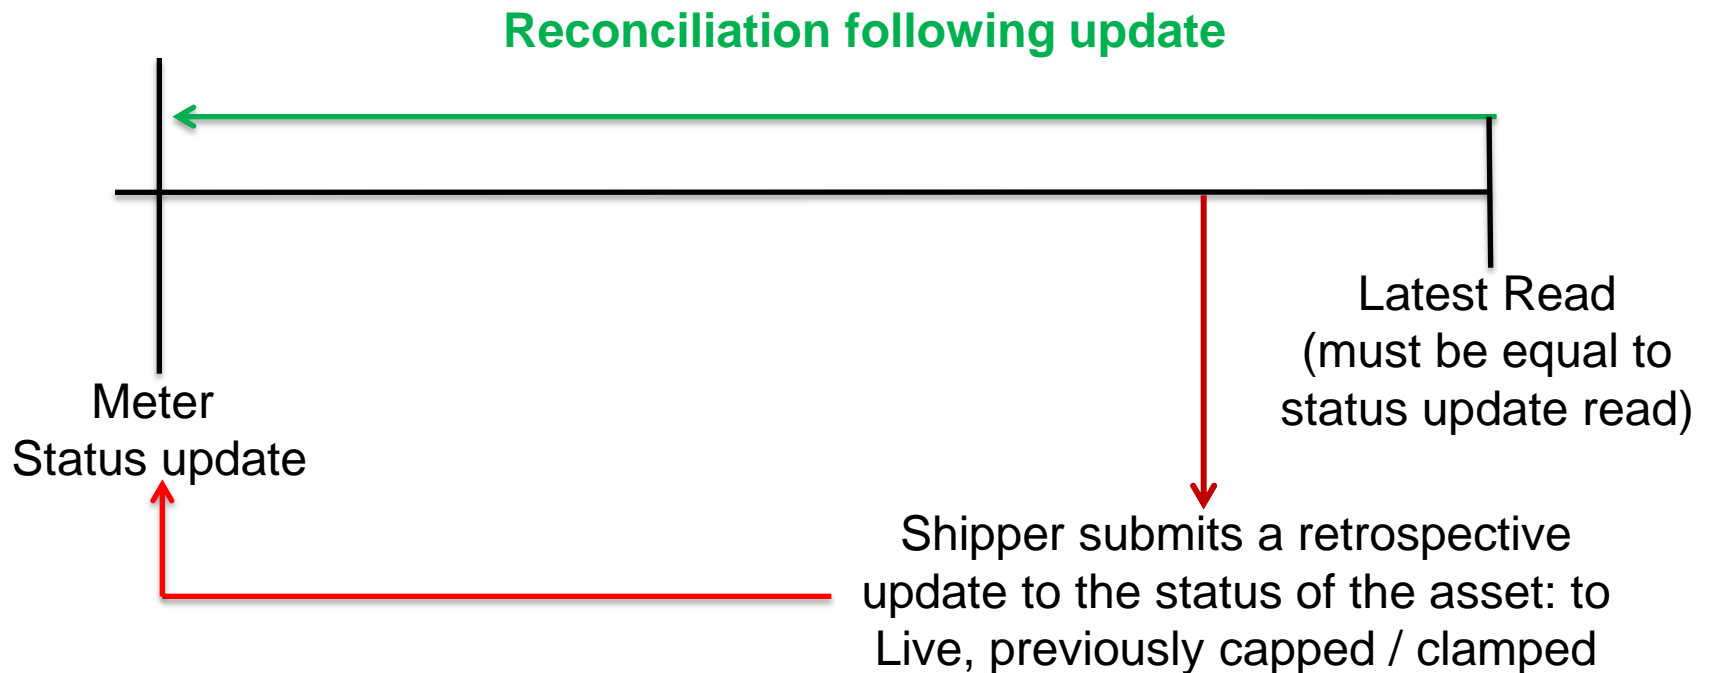 Reconciliation following update
Latest Read
(must be equal to
status update read)
Meter
Status update
Shipper submits a retrospective
update to the status of the asset: to
Live, previously capped / clamped